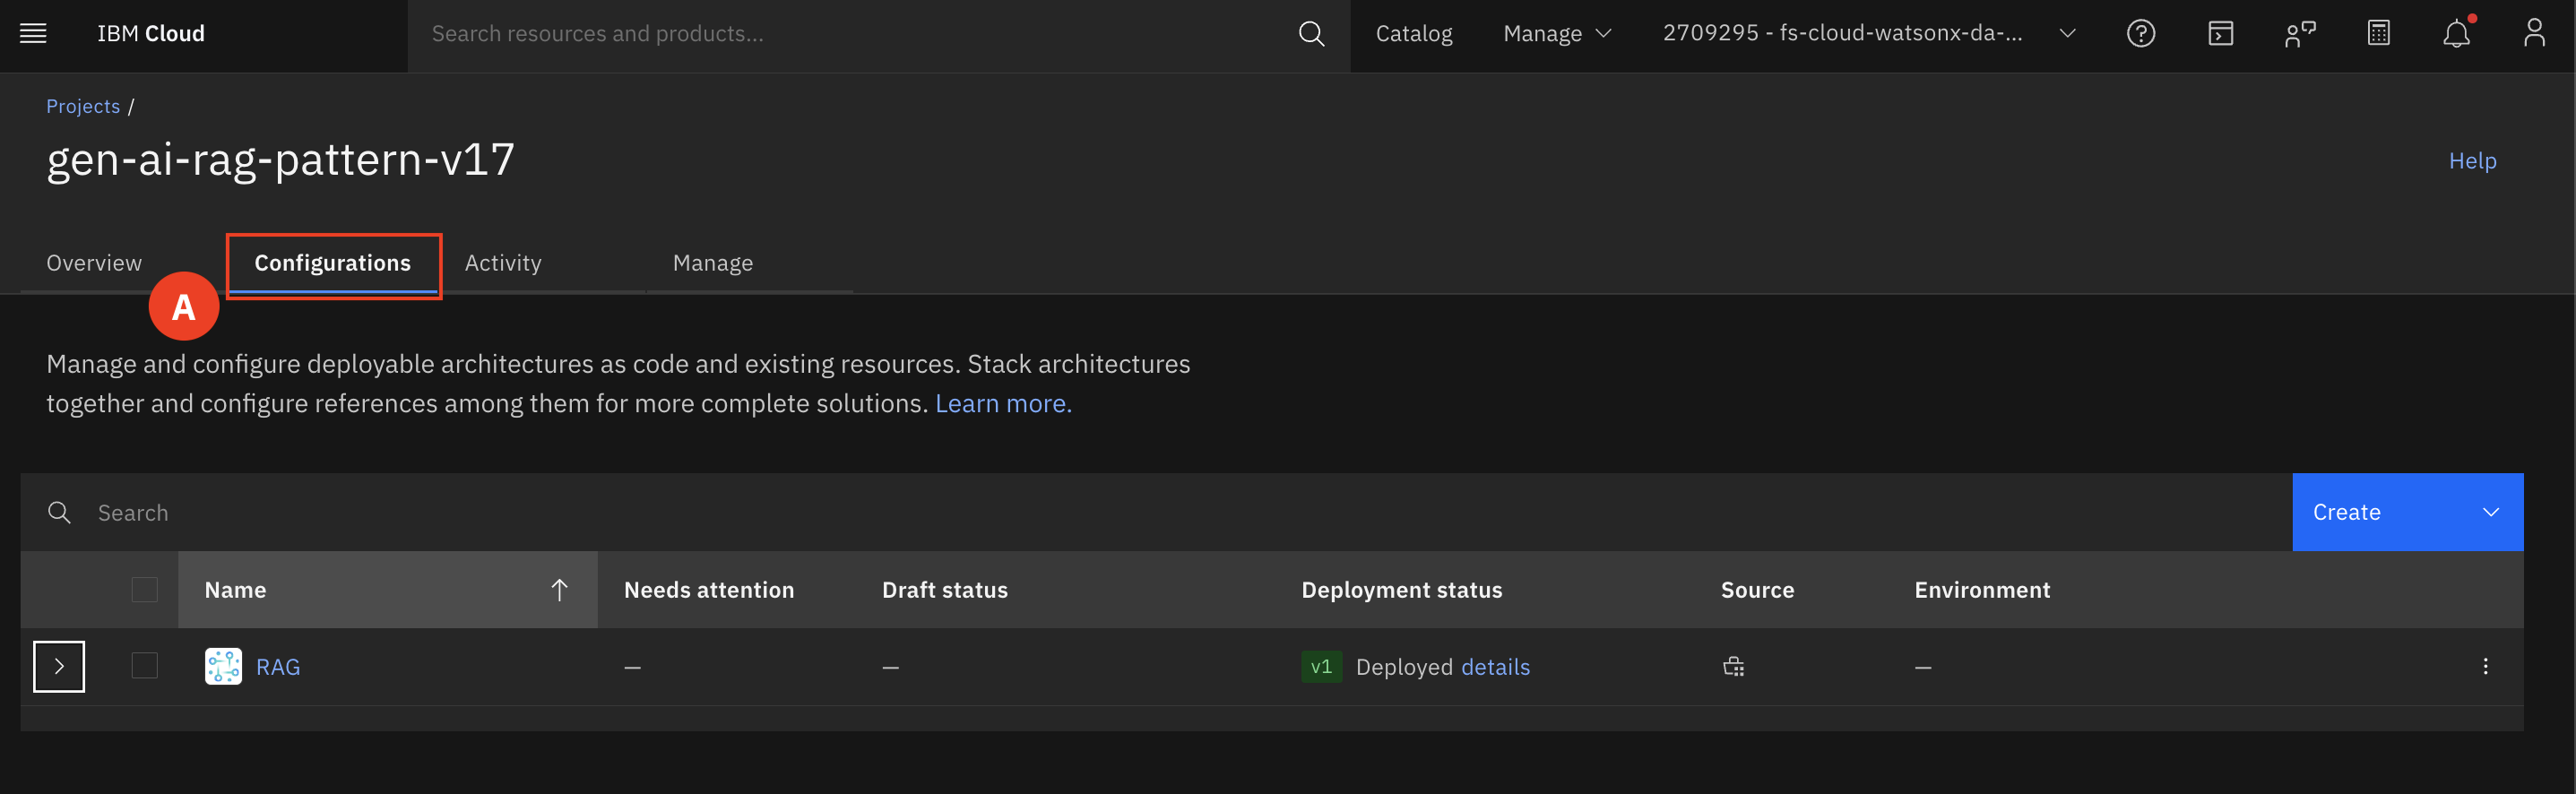 IBM Cloud
Search resources and products...
Catalog
Manage
2709295 - fs-cloud-watsonx-da-...
Projects /
gen-ai-rag-pattern-v17
Help
Overview
Configurations
Activity
Manage
A
Manage and configure deployable architectures as code and existing resources. Stack architectures
together and configure references among them for more complete solutions. Learn more.
Search
Create
Name
Needs attention
Draft status
Deployment status
Source
Environment
RAG
–
–
v1 Deployed details
–